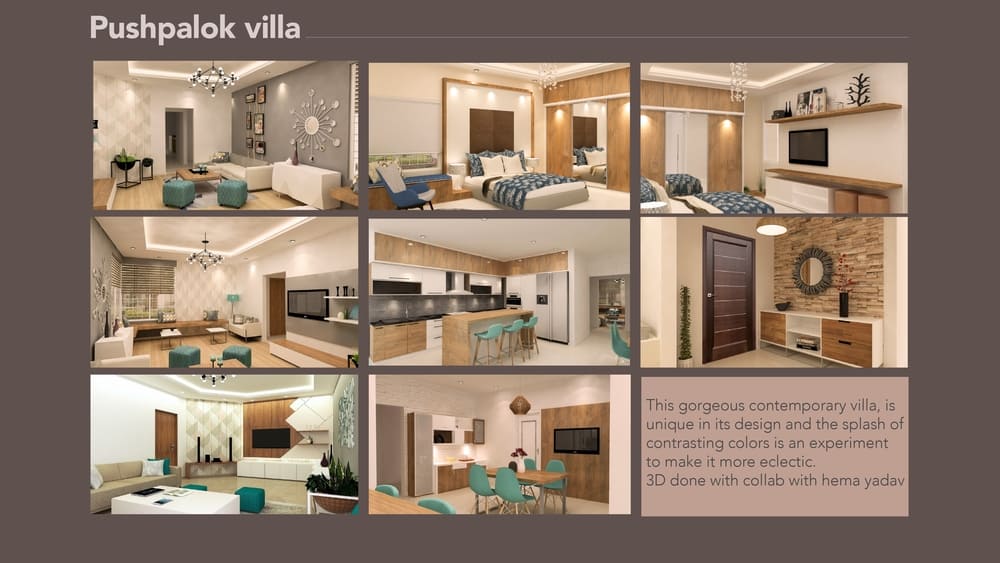 Pushpalok villa
This gorgeous contemporary villa, is
unique in its design and the splash of
contrasting colors is an experiment
to make it more eclectic.
3D done with collab with hema yadav